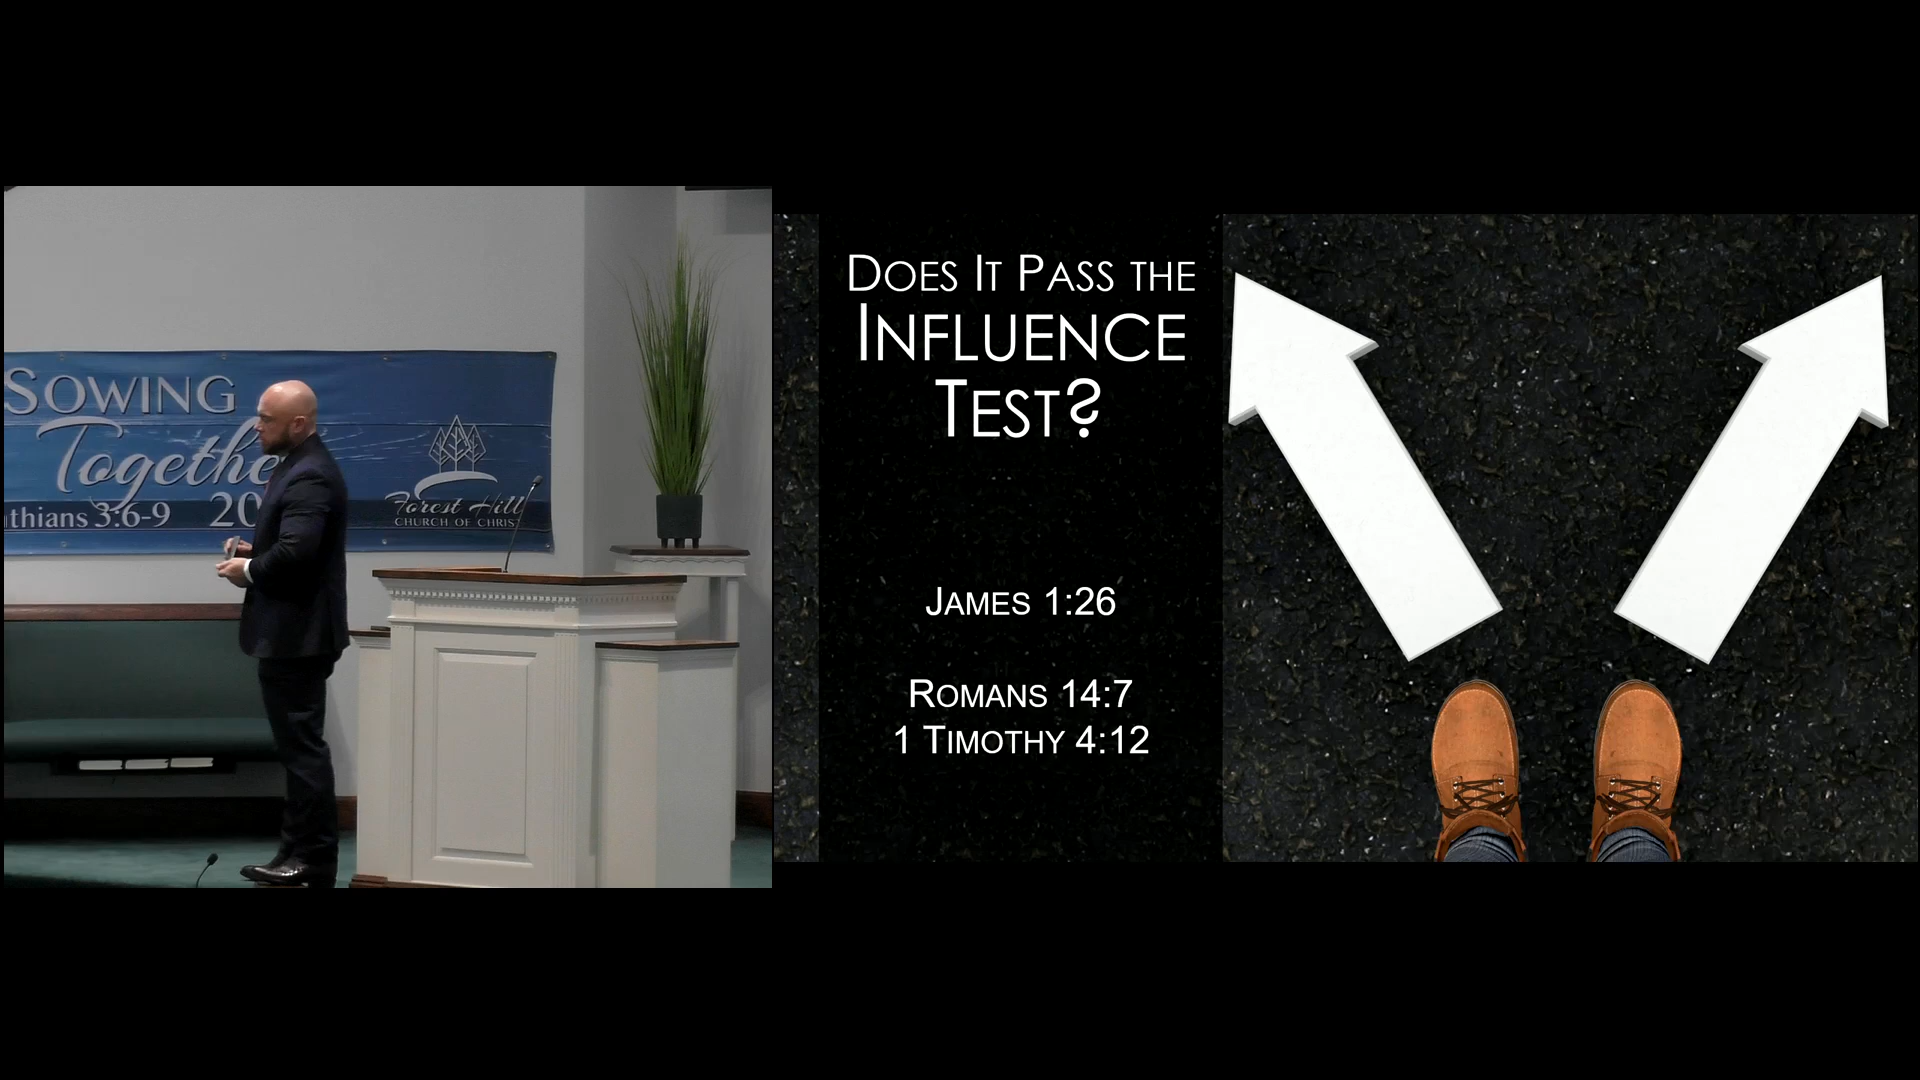 SOWING
Together
thians 3:6-9 20
Forest Hill
CHURCH OF CHRIST
DOES IT PASS THE
INFLUENCE
TEST?
JAMES 1:26
ROMANS 14:7
1 TIMOTHY 4:12